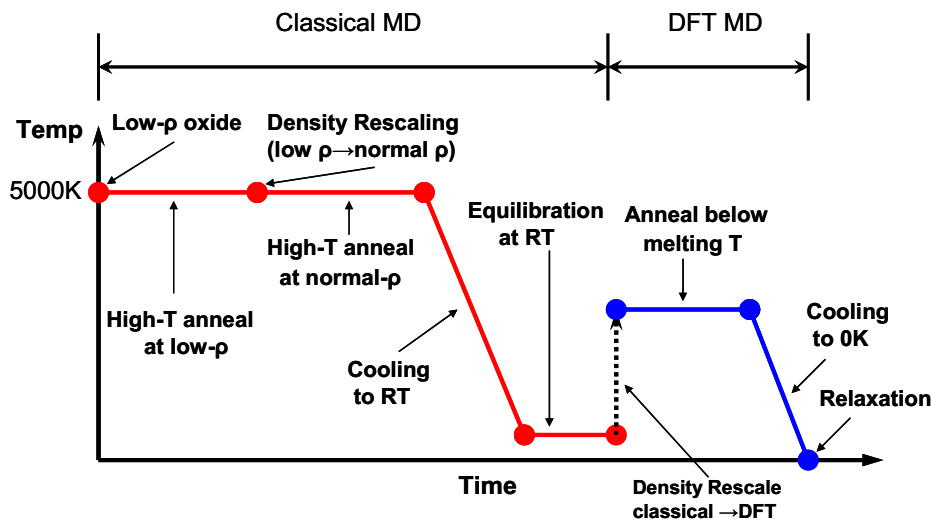 Classical MD
DFT MD
Temp
Low-ρ oxide
Density Rescaling
(low ρ→normal ρ)
5000K
High-T anneal
at low-ρ
High-T anneal
at normal-ρ
Cooling
to RT
Equilibration
at RT
Anneal below
melting T
Cooling
to 0K
Relaxation
Time
Density Rescale
classical →DFT